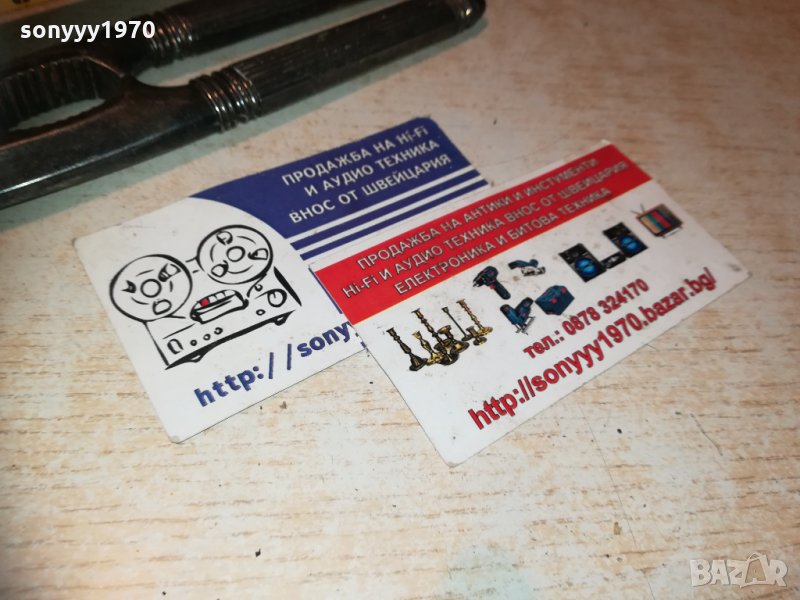 sonyyy1970
ПРОДАЖБА НА Hi-Fi
И АУДИО ТЕХНИКА
ВНОС ОТ ШВЕЙЦАРИЯ
http://sony
ПРОДАЖБА НА АНТИКИ И ИНСТУМЕНТИ
Hi-Fi И АУДИО ТЕХНИКА ВНОС ОТ ШВЕЙЦАРИЯ
ЕЛЕКТРОНИКА И БИТОВА ТЕХНИКА
тел.: 0878 324170
http://sonyyy1970.bazar.bg/
BAZAR